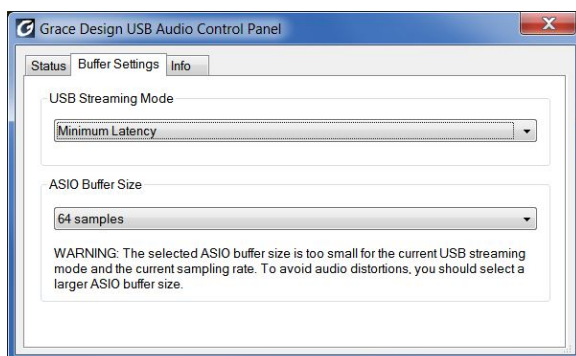 Grace Design USB Audio Control Panel
Status Buffer Settings Info
USB Streaming Mode
Minimum Latency
ASIO Buffer Size
64 samples
WARNING: The selected ASIO buffer size is too small for the current USB streaming
mode and the current sampling rate. To avoid audio distortions, you should select a
larger ASIO buffer size.